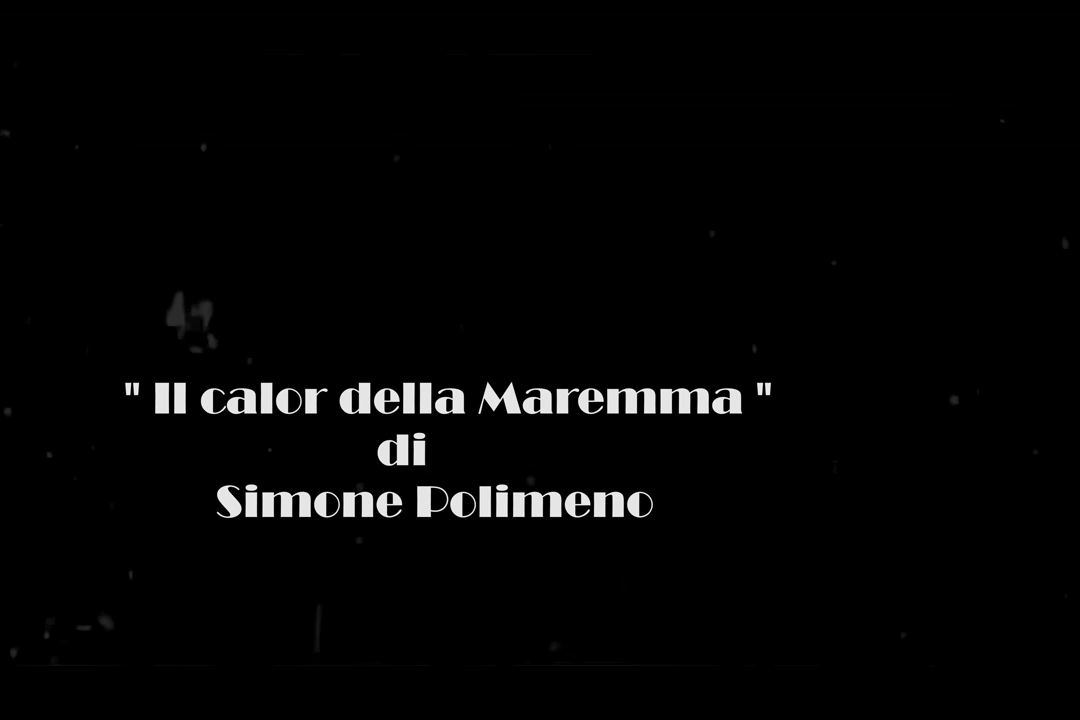 " Il calor della Maremma "
di
Simone Polimeno